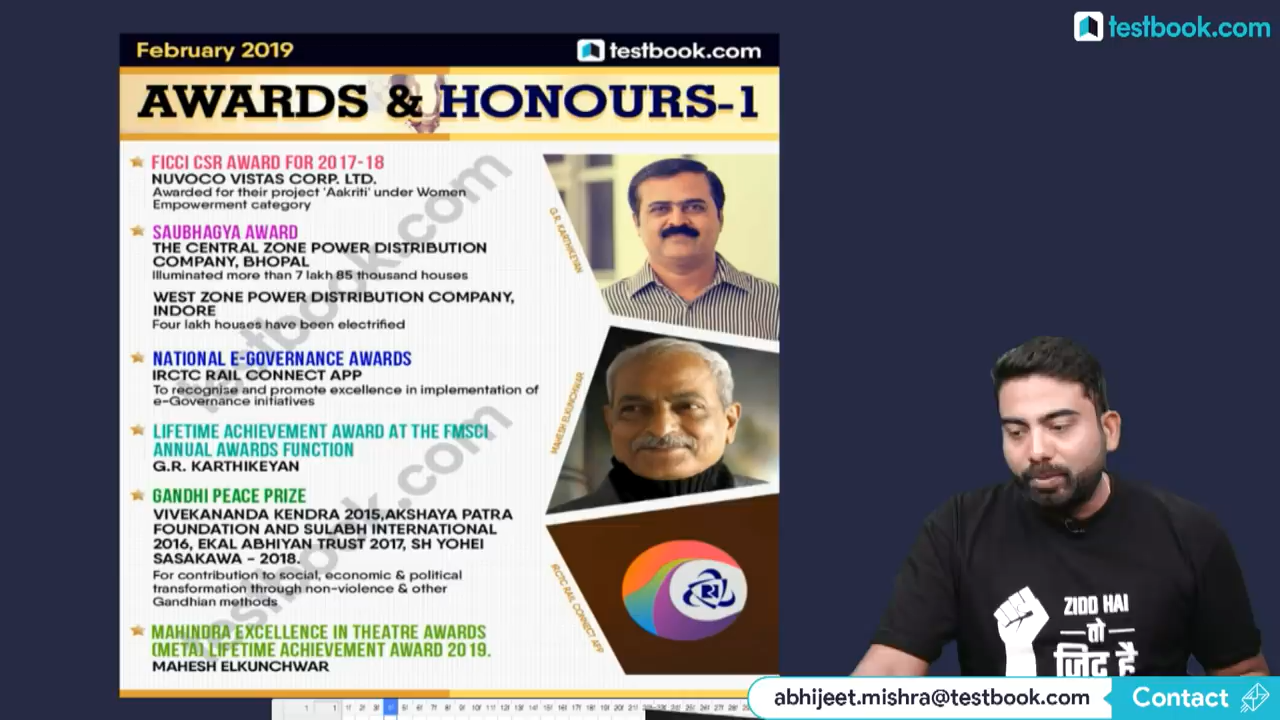 testbook.com
February 2019
testbook.com
AWARDS & HONOURS-1
FICCI CSR AWARD FOR 2017-18
NUVOCO VISTAS CORP. LTD.
Awarded for their project 'Aakriti' under Women
Empowerment category
SAUBHAGYA AWARD
THE CENTRAL ZONE POWER DISTRIBUTION
COMPANY, BHOPAL
Illuminated more than 7 lakh 85 thousand houses
WEST ZONE POWER DISTRIBUTION COMPANY,
INDORE
Four lakh houses have been electrified
NATIONAL E-GOVERNANCE AWARDS
IRCTC RAIL CONNECT APP
To recognise and promote excellence in implementation of
e-Governance initiatives
LIFETIME ACHIEVEMENT AWARD AT THE FMSCI
ANNUAL AWARDS FUNCTION
G.R. KARTHIKEYAN
GANDHI PEACE PRIZE
VIVEKANANDA KENDRA 2015,AKSHAYA PATRA
FOUNDATION AND SULABH INTERNATIONAL
2016, EKAL ABHIYAN TRUST 2017, SH YOHEI
SASAKAWA - 2018.
For contribution to social, economic & political
transformation through non-violence & other
Gandhian methods
MAHINDRA EXCELLENCE IN THEATRE AWARDS
(META) LIFETIME ACHIEVEMENT AWARD 2019.
MAHESH ELKUNCHWAR
G.R. KARTHIKEYAN
MAHESH ELKUNCHWAR
IRCTC RAIL CONNECT APP
testbook.com
testbook.com
ZIDD HAI
तो
ज़िद है
abhijeet.mishra@testbook.com
Contact